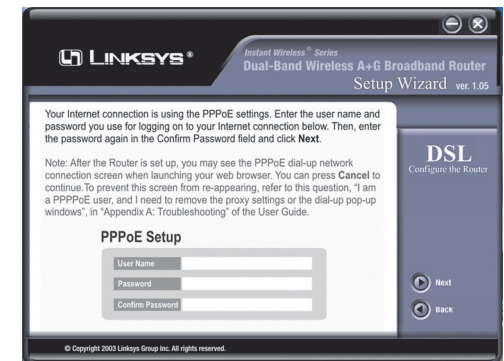 LINKSYS®
Instant Wireless® Series
Dual-Band Wireless A+G Broadband Router
Setup Wizard ver. 1.05
Your Internet connection is using the PPPoE settings. Enter the user name and
password you use for logging on to your Internet connection below. Then, enter
the password again in the Confirm Password field and click Next.
Note: After the Router is set up, you may see the PPPoE dial-up network
connection screen when launching your web browser. You can press Cancel to
continue.To prevent this screen from re-appearing, refer to this question, "I am
a PPPPoE user, and I need to remove the proxy settings or the dial-up pop-up
windows", in "Appendix A: Troubleshooting" of the User Guide.
DSL
Configure the Router
PPPoE Setup
User Name
Password
Confirm Password
Next
Back
© Copyright 2003 Linksys Group Inc. All rights reserved.